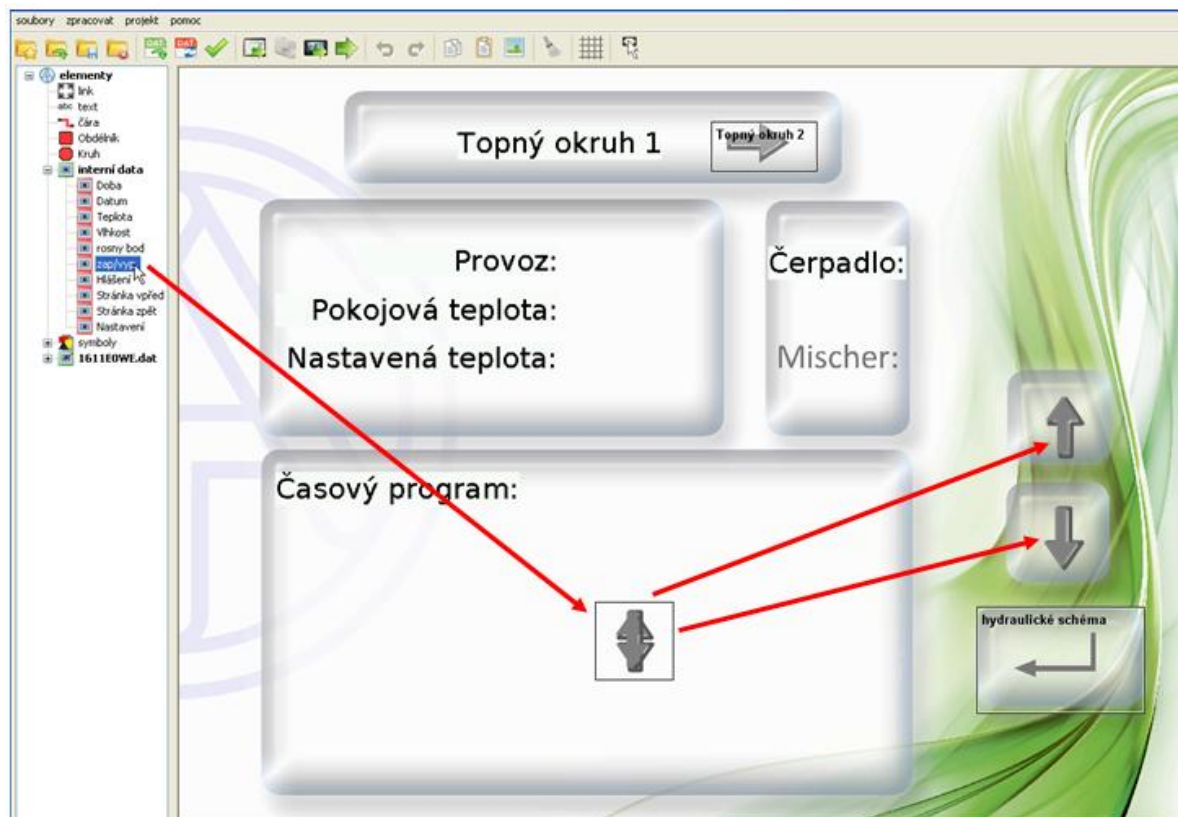 soubory zpracovat projekt pomoc
elementy
link
abc text
čára
Obdélník
Kruh
interní data
Doba
Datum
Teplota
Vlhkost
rosny bod
zap/vyp
Hlášení
Stránka vpřed
Stránka zpět
Nastavení
symboly
1611E0WE.dat
Topný okruh 1
Topný okruh 2
Provoz:
Pokojová teplota:
Nastavená teplota:
Čerpadlo:
Mischer:
Časový program:
hydraulické schéma